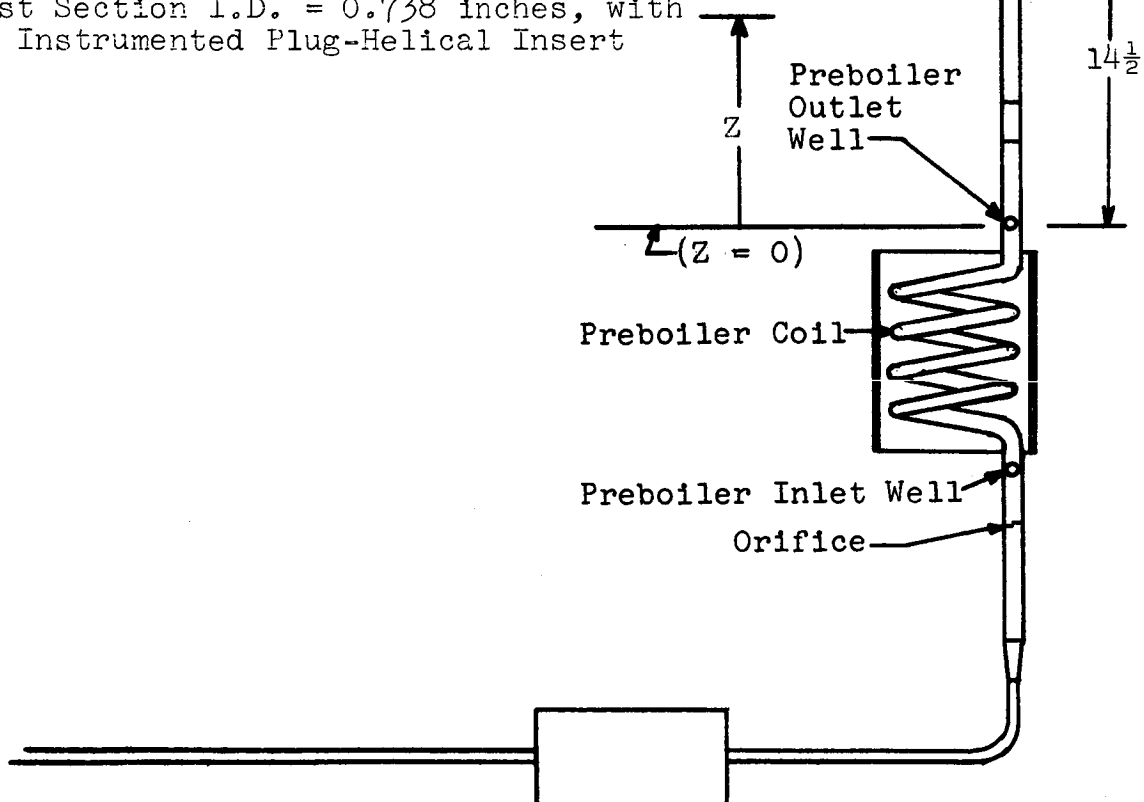 st Section I.D. = 0.738 inches, with
Instrumented Plug-Helical Insert
14½
Preboiler
Outlet
Well
Z
(Z = 0)
Preboiler Coil
Preboiler Inlet Well
Orifice